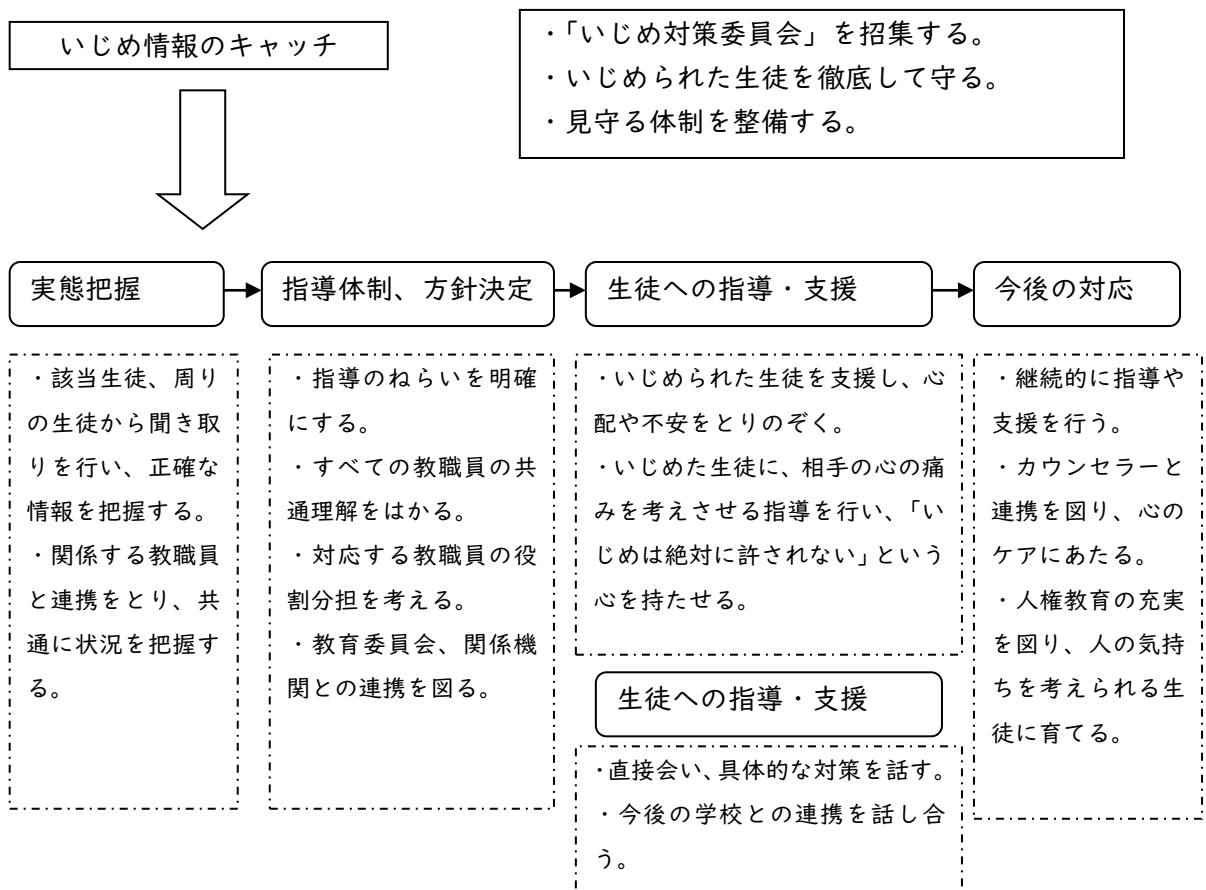 いじめ情報のキャッチ
・「いじめ対策委員会」を招集する。
・いじめられた生徒を徹底して守る。
・見守る体制を整備する。
実態把握
指導体制、方針決定
生徒への指導・支援
今後の対応
・該当生徒、周り
の生徒から聞き取
りを行い、正確な
情報を把握する。
・関係する教職員
と連携をとり、共
通に状況を把握す
る。
・指導のねらいを明確
にする。
・すべての教職員の共
通理解をはかる。
・対応する教職員の役
割分担を考える。
・教育委員会、関係機
関との連携を図る。
・いじめられた生徒を支援し、心
配や不安をとりのぞく。
・いじめた生徒に、相手の心の痛
みを考えさせる指導を行い、「い
じめは絶対に許されない」という
心を持たせる。
生徒への指導・支援
・直接会い、具体的な対策を話す。
・今後の学校との連携を話し合
う。
・継続的に指導や
支援を行う。
・カウンセラーと
連携を図り、心の
ケアにあたる。
・人権教育の充実
を図り、人の気持
ちを考えられる生
徒に育てる。